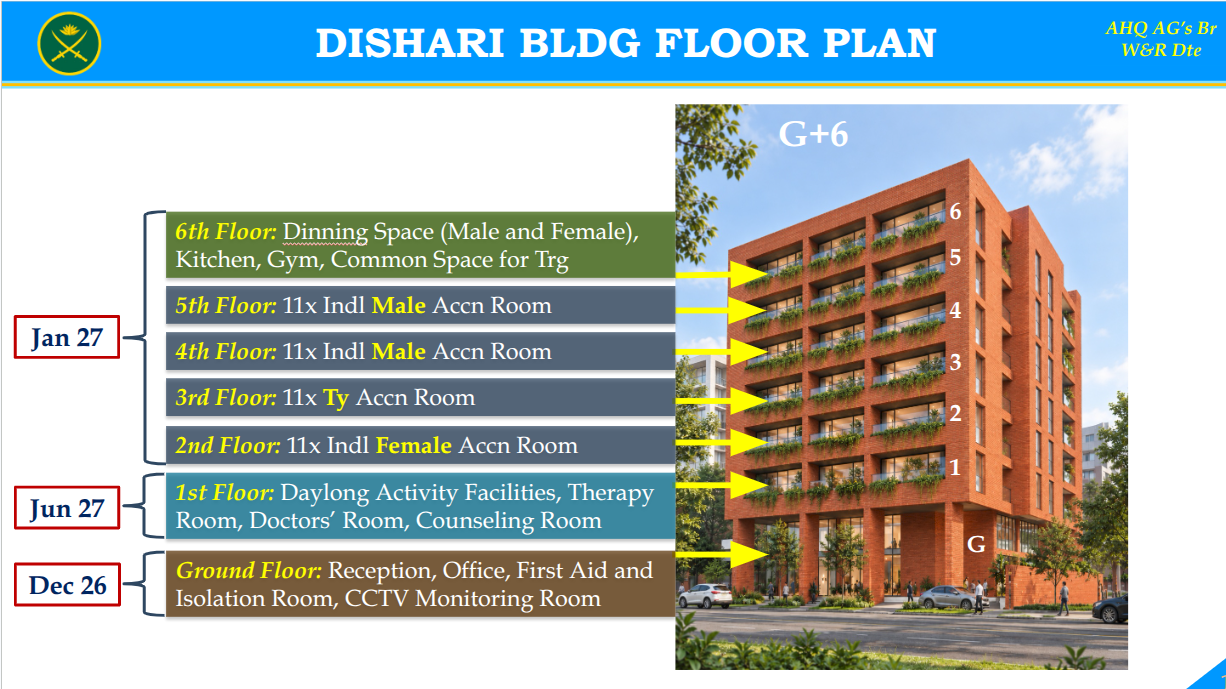 DISHARI BLDG FLOOR PLAN
AHQ AG's Br
W&R Dte
G+6
Jan 27
6th Floor: Dinning Space (Male and Female),
Kitchen, Gym, Common Space for Trg
5th Floor: 11x Indl Male Accn Room
4th Floor: 11x Indl Male Accn Room
3rd Floor: 11x Ty Accn Room
2nd Floor: 11x Indl Female Accn Room
Jun 27
1st Floor: Daylong Activity Facilities, Therapy
Room, Doctors' Room, Counseling Room
Dec 26
Ground Floor: Reception, Office, First Aid and
Isolation Room, CCTV Monitoring Room
6
5
4
3
2
1
G